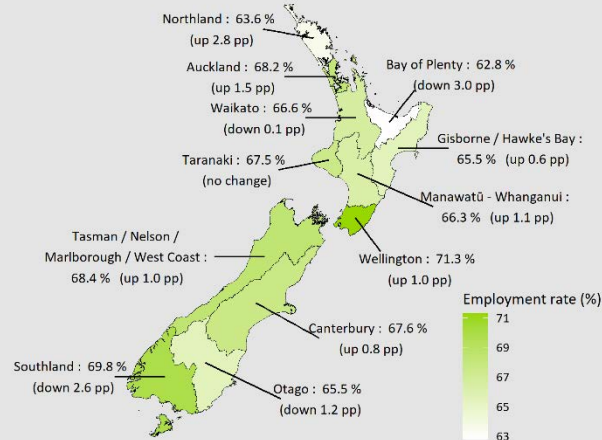 Northland : 63.6 %
(up 2.8 pp)
Auckland : 68.2 %
(up 1.5 pp)
Bay of Plenty : 62.8 %
(down 3.0 pp)
Waikato : 66.6 %
(down 0.1 pp)
Gisborne / Hawke's Bay :
65.5 % (up 0.6 pp)
Taranaki : 67.5 %
(no change)
Manawatū - Whanganui :
66.3 % (up 1.1 pp)
Tasman / Nelson /
Marlborough / West Coast :
68.4 % (up 1.0 pp)
Wellington : 71.3 %
(up 1.0 pp)
Canterbury : 67.6 %
(up 0.8 pp)
Southland : 69.8 %
(down 2.6 pp)
Otago : 65.5 %
(down 1.2 pp)
Employment rate (%)
71
69
67
65
63